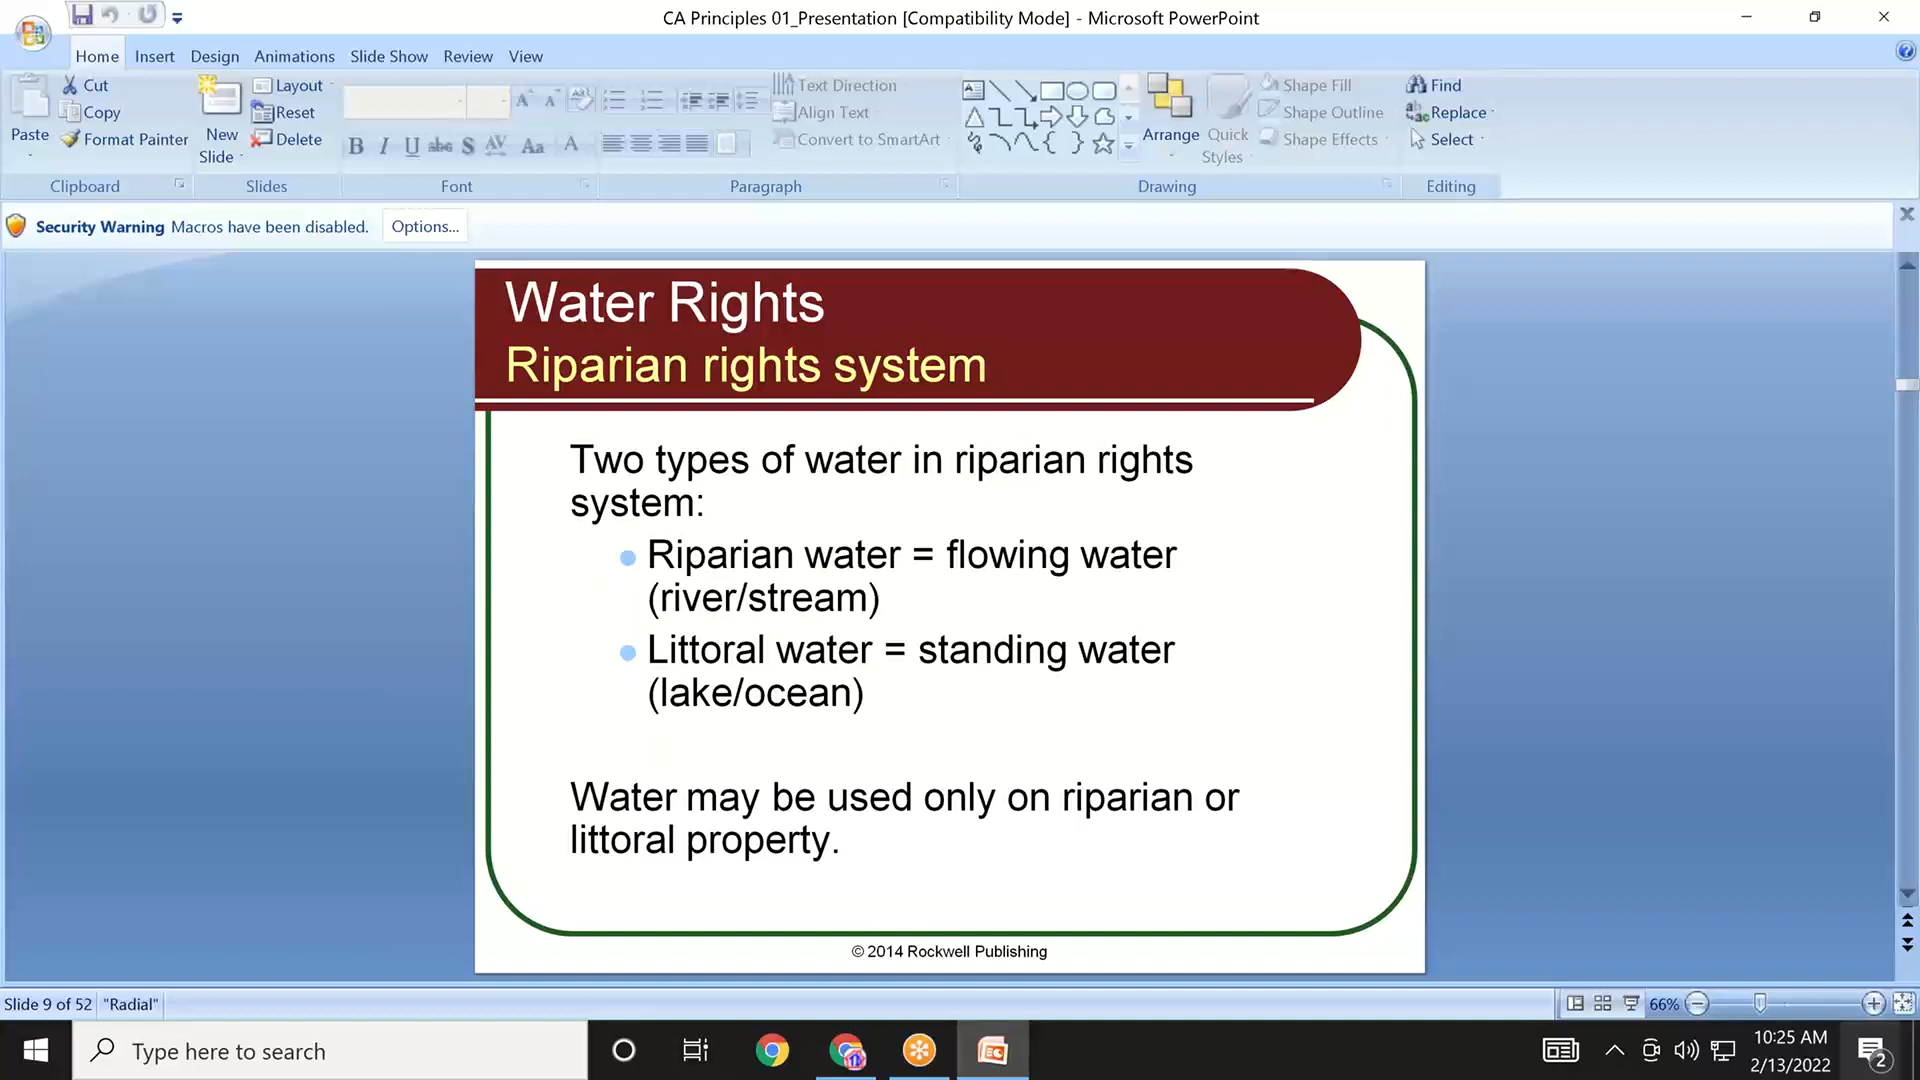 CA Principles 01_Presentation [Compatibility Mode] - Microsoft PowerPoint
Home Insert Design Animations Slide Show Review View
Paste
Cut
Copy
Format Painter
Clipboard
New
Slide
Layout
Reset
Delete
Slides
B I U abc S AV Aa A
Font
Text Direction
Align Text
Convert to SmartArt
Paragraph
Arrange
Quick
Styles
Shape Fill
Shape Outline
Shape Effects
Drawing
Find
Replace
Select
Editing
Security Warning Macros have been disabled. Options...
Water Rights
Riparian rights system
Two types of water in riparian rights
system:
Riparian water = flowing water
(river/stream)
Littoral water = standing water
(lake/ocean)
Water may be used only on riparian or
littoral property.
© 2014 Rockwell Publishing
Slide 9 of 52 "Radial" 66%
Type here to search
10:25 AM
2/13/2022
2